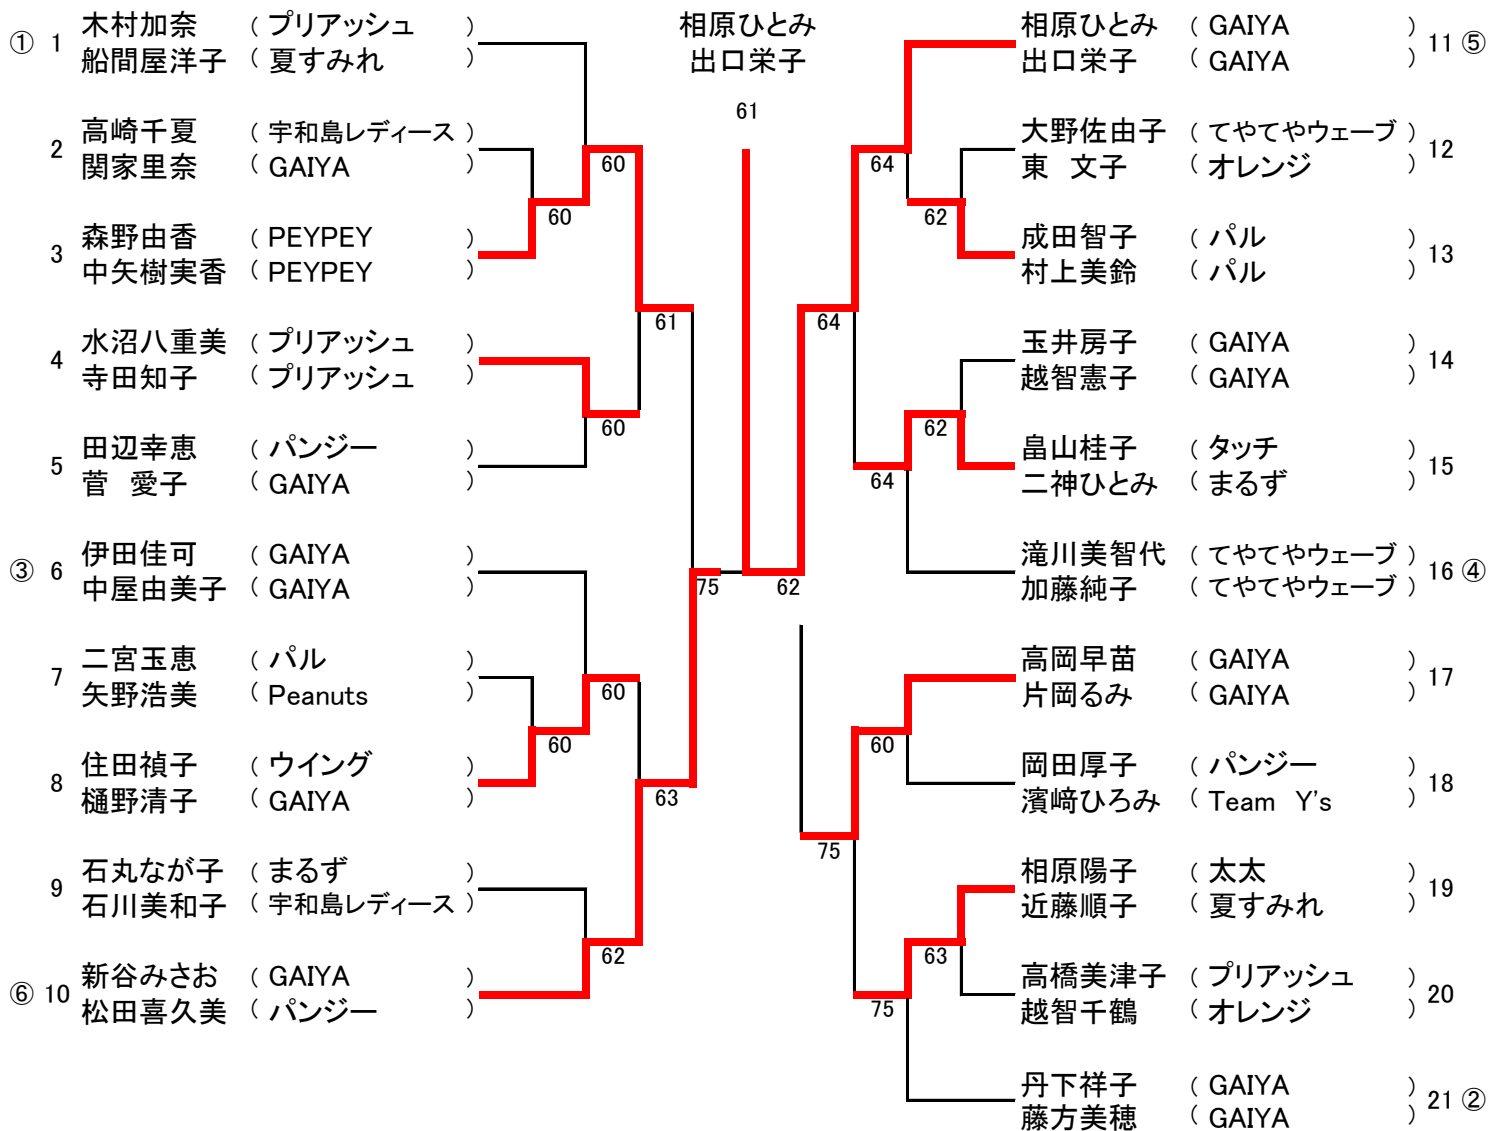 ① 1 木村加奈 ( プリアッシュ )
船間屋洋子 ( 夏すみれ )
2 高崎千夏 ( 宇和島レディース )
関家里奈 ( GAIYA )
60
60
3 森野由香 ( PEYPEY )
中矢樹実香 ( PEYPEY )
61
4 水沼八重美 ( プリアッシュ )
寺田知子 ( プリアッシュ )
60
5 田辺幸恵 ( パンジー )
菅 愛子 ( GAIYA )
③ 6 伊田佳可 ( GAIYA )
中屋由美子 ( GAIYA )
75
7 二宮玉恵 ( パル )
矢野浩美 ( Peanuts )
60
60
8 住田禎子 ( ウイング )
樋野清子 ( GAIYA )
63
9 石丸なが子 ( まるず )
石川美和子 ( 宇和島レディース )
62
⑥ 10 新谷みさお ( GAIYA )
松田喜久美 ( パンジー )
相原ひとみ
出口栄子
61
62
相原ひとみ ( GAIYA ) 11 ⑤
出口栄子 ( GAIYA )
大野佐由子 ( てやてやウェーブ ) 12
東 文子 ( オレンジ )
64
62
成田智子 ( パル ) 13
村上美鈴 ( パル )
64
玉井房子 ( GAIYA ) 14
越智憲子 ( GAIYA )
62
畠山桂子 ( タッチ ) 15
二神ひとみ ( まるず )
64
滝川美智代 ( てやてやウェーブ ) 16 ④
加藤純子 ( てやてやウェーブ )
高岡早苗 ( GAIYA ) 17
片岡るみ ( GAIYA )
60
岡田厚子 ( パンジー ) 18
濱﨑ひろみ ( Team Y's )
75
相原陽子 ( 太太 ) 19
近藤順子 ( 夏すみれ )
63
高橋美津子 ( プリアッシュ ) 20
越智千鶴 ( オレンジ )
75
丹下祥子 ( GAIYA ) 21 ②
藤方美穂 ( GAIYA )